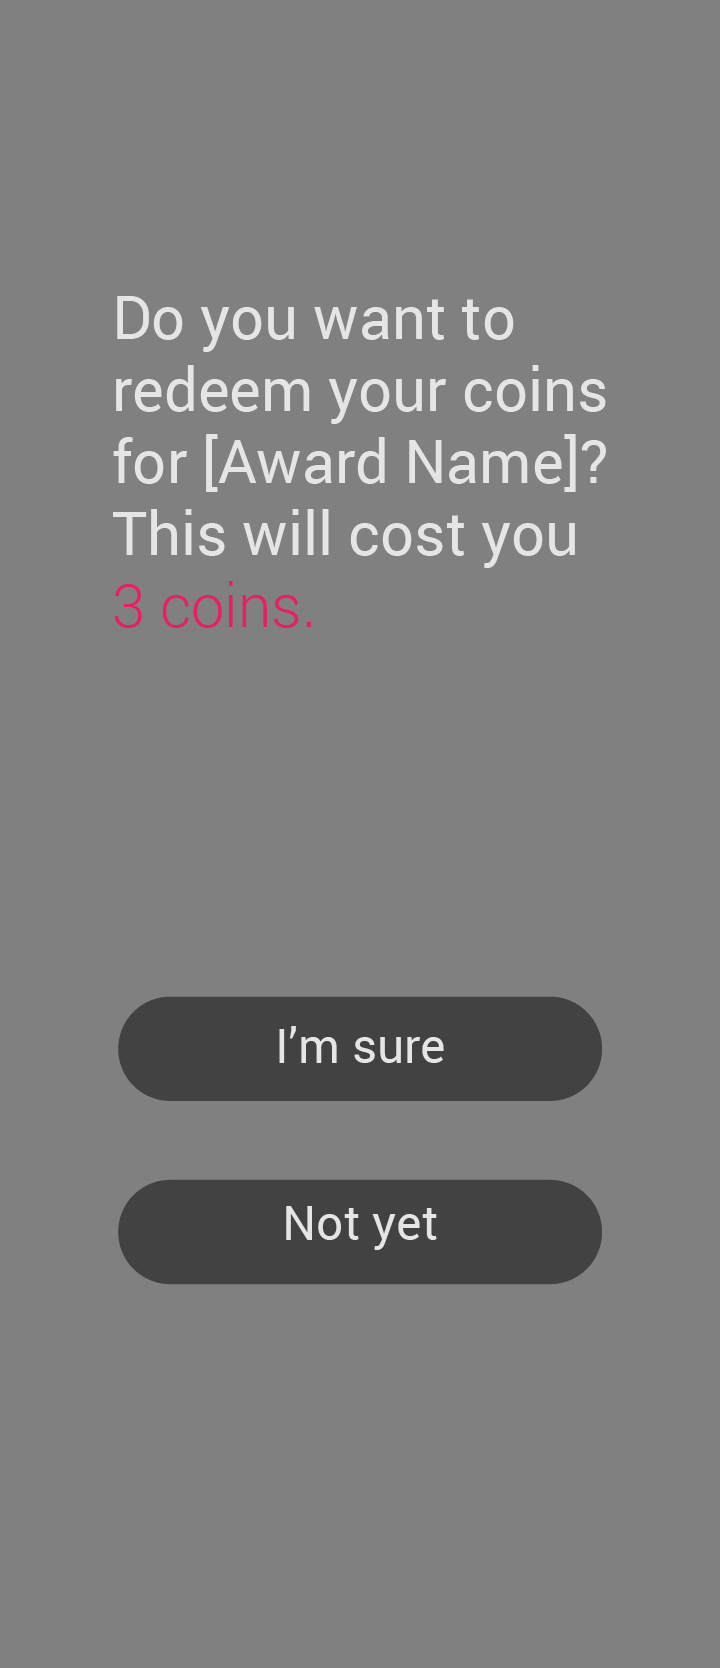 Do you want to
redeem your coins
for [Award Name]?
This will cost you
3 coins.
I’m sure
Not yet